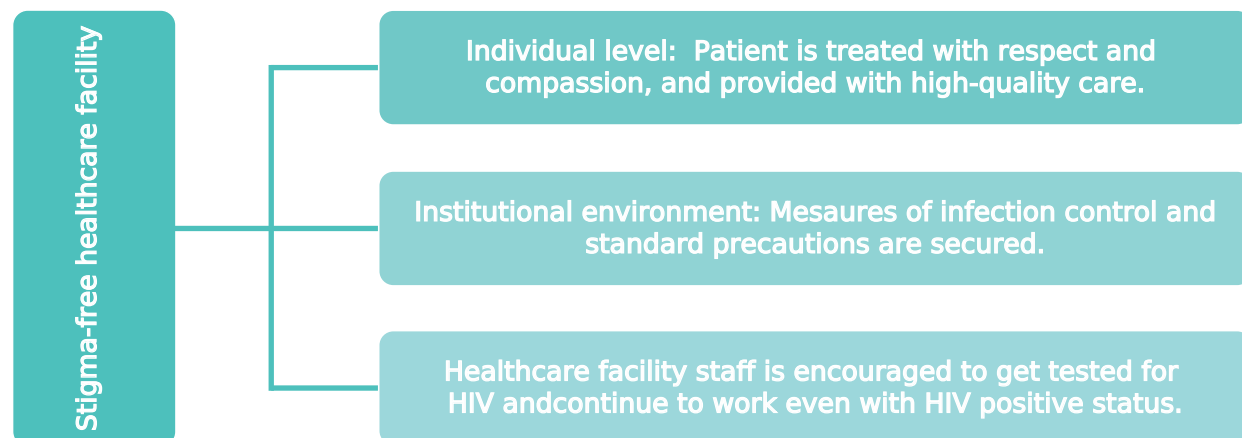 Stigma-free healthcare facility
Individual level:  Patient is treated with respect and
compassion, and provided with high-quality care.
Institutional environment: Mesaures of infection control and
standard precautions are secured.
Healthcare facility staff is encouraged to get tested for
HIV andcontinue to work even with HIV positive status.